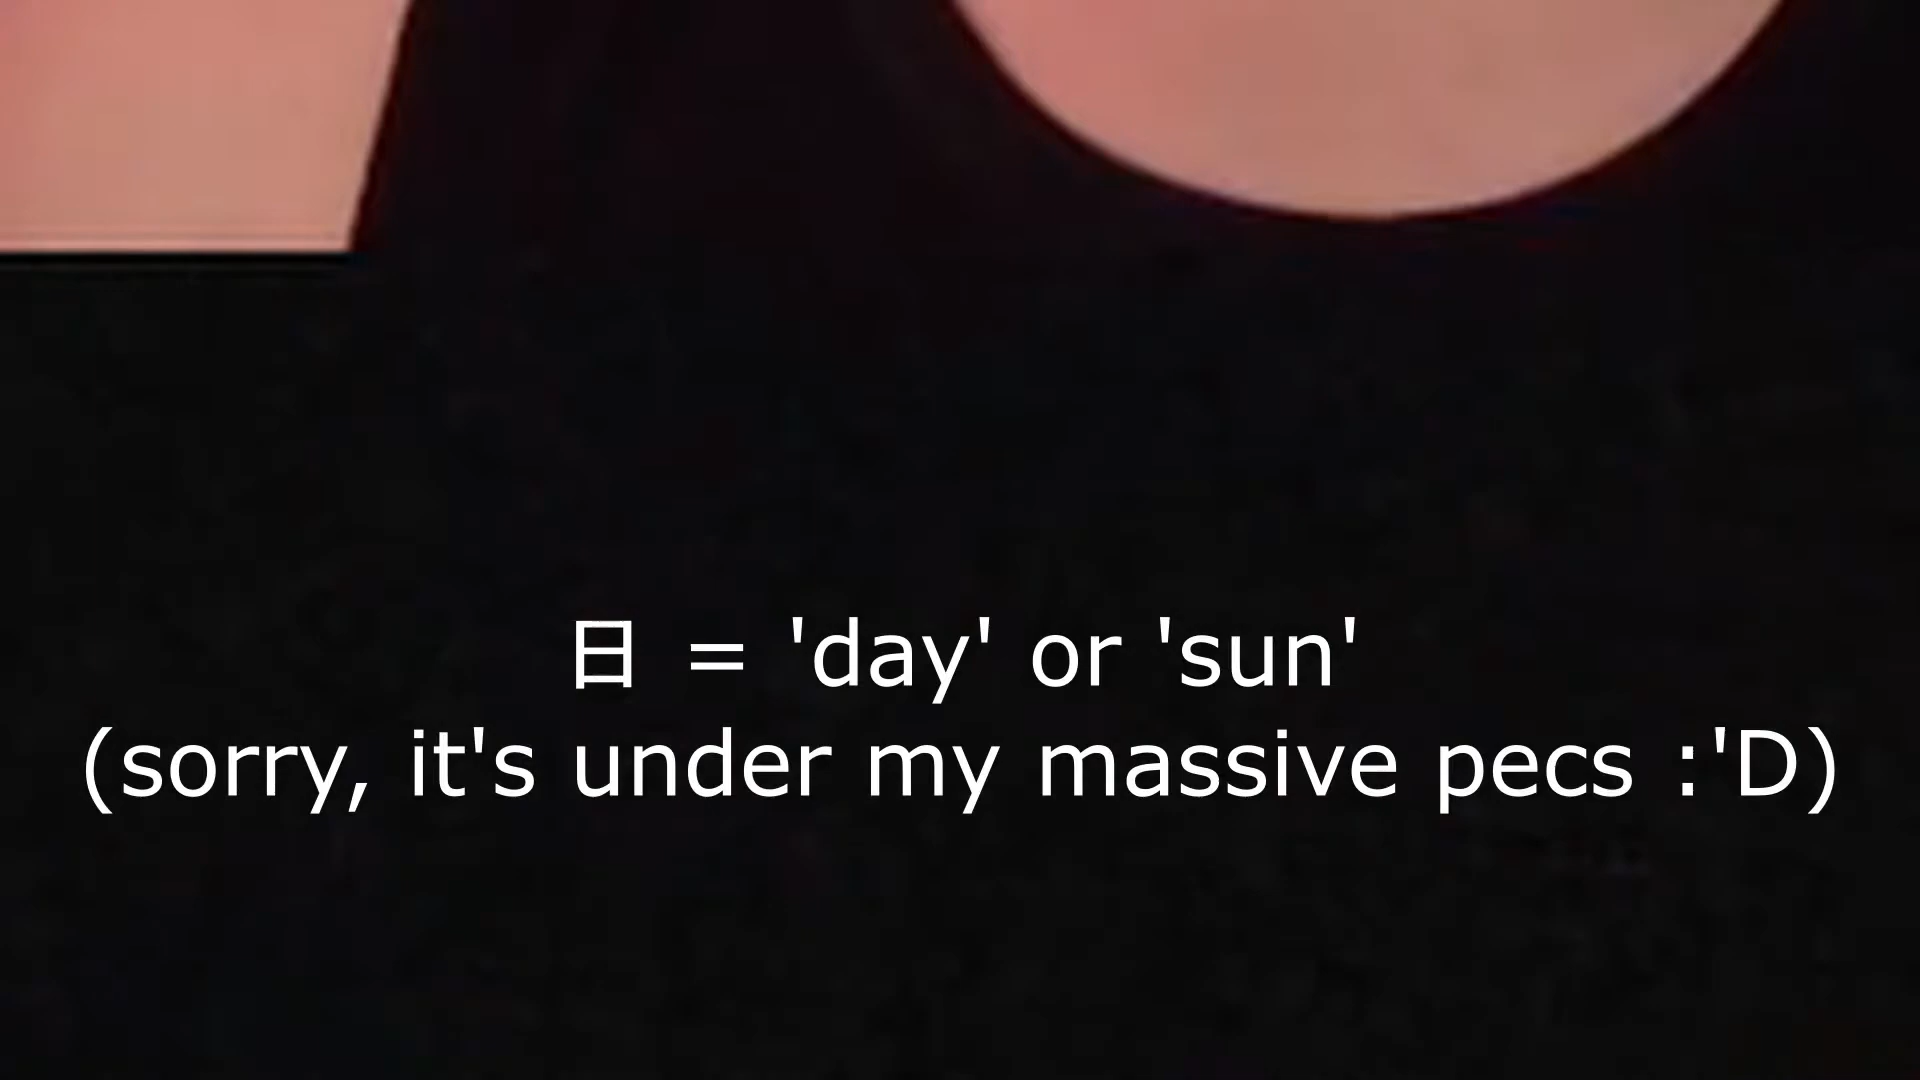 日 = 'day' or 'sun'
(sorry, it's under my massive pecs :'D)